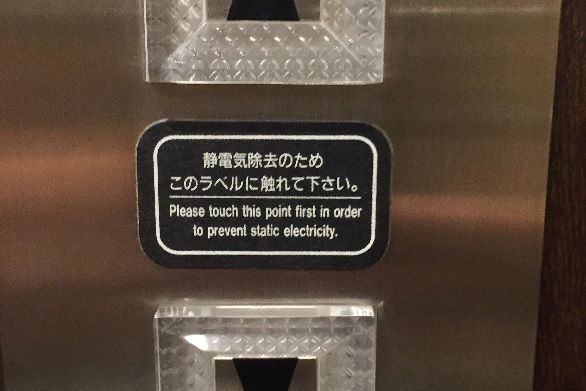 静電気除去のため
このラベルに触れて下さい。
Please touch this point first in order
to prevent static electricity.